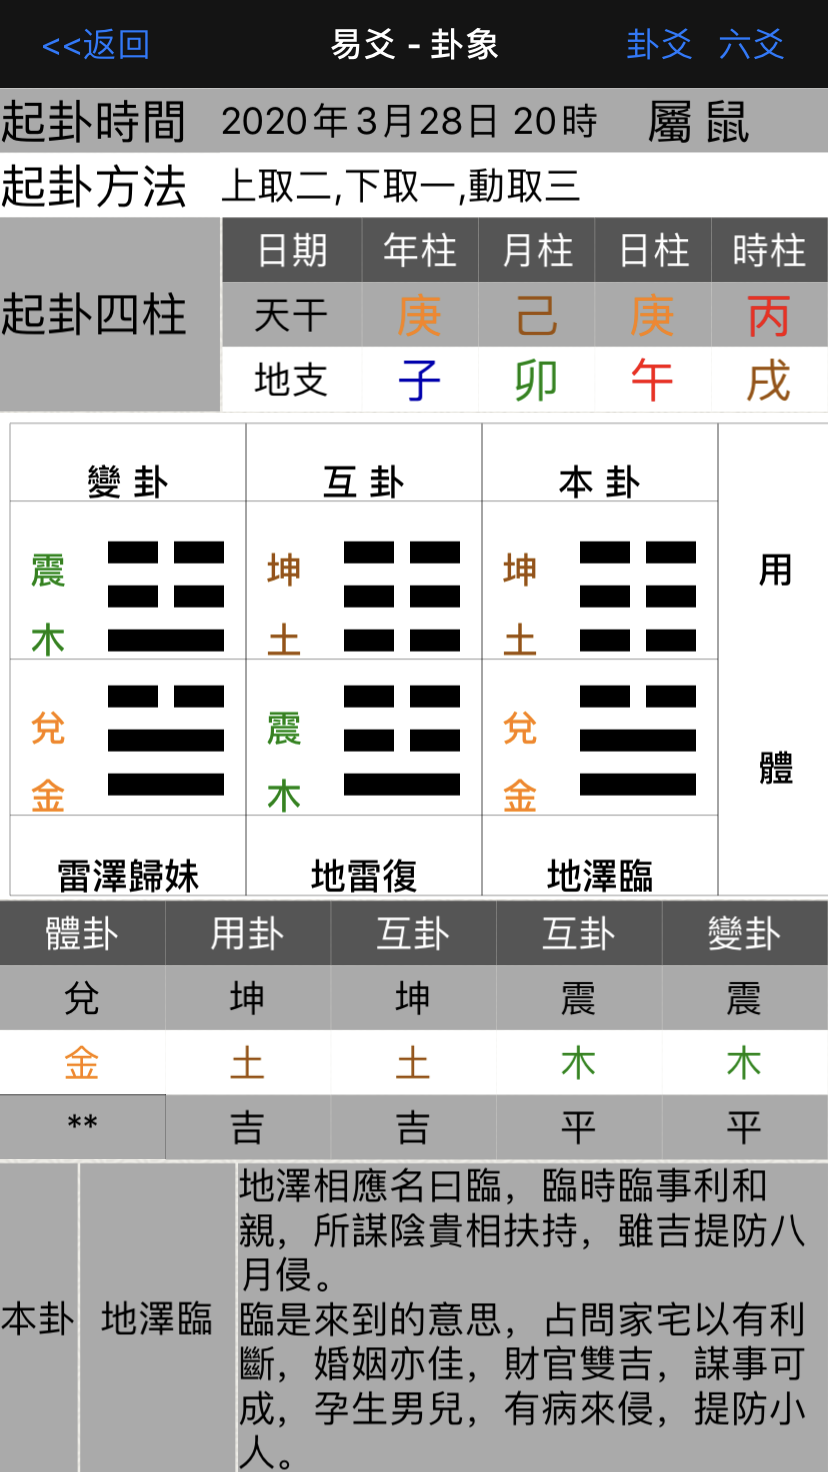 <<返回 易爻 - 卦象 卦爻 六爻
起卦時間 2020年3月28日 20時 屬鼠
起卦方法 上取二,下取一,動取三
起卦四柱
日期 年柱 月柱 日柱 時柱
天干 庚 己 庚 丙
地支 子 卯 午 戌
變卦 互卦 本卦
震 坤 坤 用
木 土 土
兌 震 兌 體
金 木 金
雷澤歸妹 地雷復 地澤臨
體卦 用卦 互卦 互卦 變卦
兌 坤 坤 震 震
金 土 土 木 木
** 吉 吉 平 平
本卦 地澤臨
地澤相應名曰臨，臨時臨事利和
親，所謀陰貴相扶持，雖吉提防八
月侵。
臨是來到的意思，占問家宅以有利
斷，婚姻亦佳，財官雙吉，謀事可
成，孕生男兒，有病來侵，提防小
人。